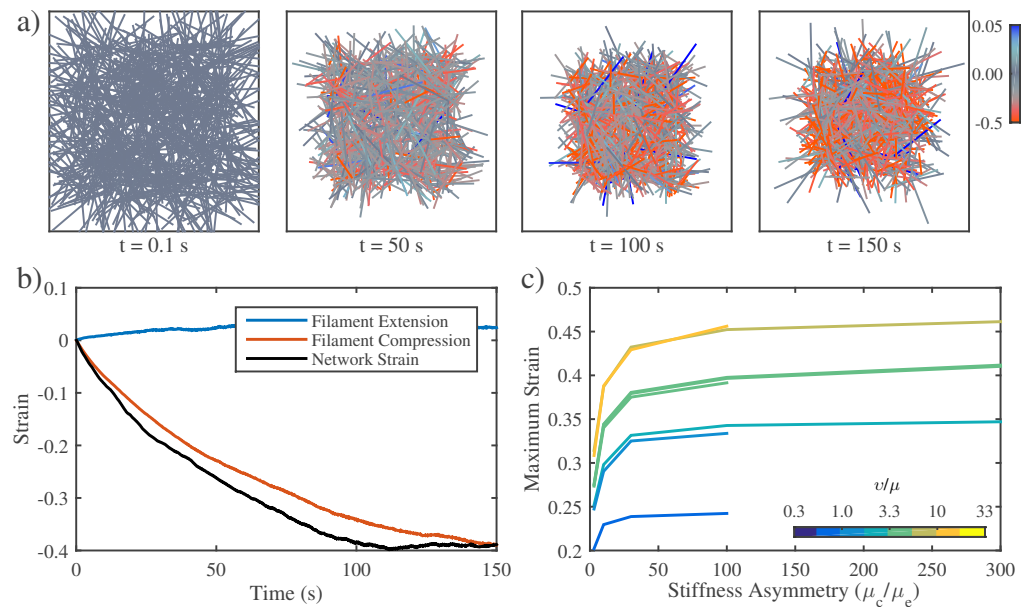 a)
0.05
0.00
-0.5
t = 0.1 s
t = 50 s
t = 100 s
t = 150 s
b)
0.1
0
-0.1
-0.2
-0.3
-0.4
Strain
Filament Extension
Filament Compression
Network Strain
0
50
100
150
Time (s)
c)
0.5
0.45
0.4
0.35
0.3
0.25
0.2
Maximum Strain
υ/μ
0.3
1.0
3.3
10
33
0
50
100
150
200
250
300
Stiffness Asymmetry (μc/μe)